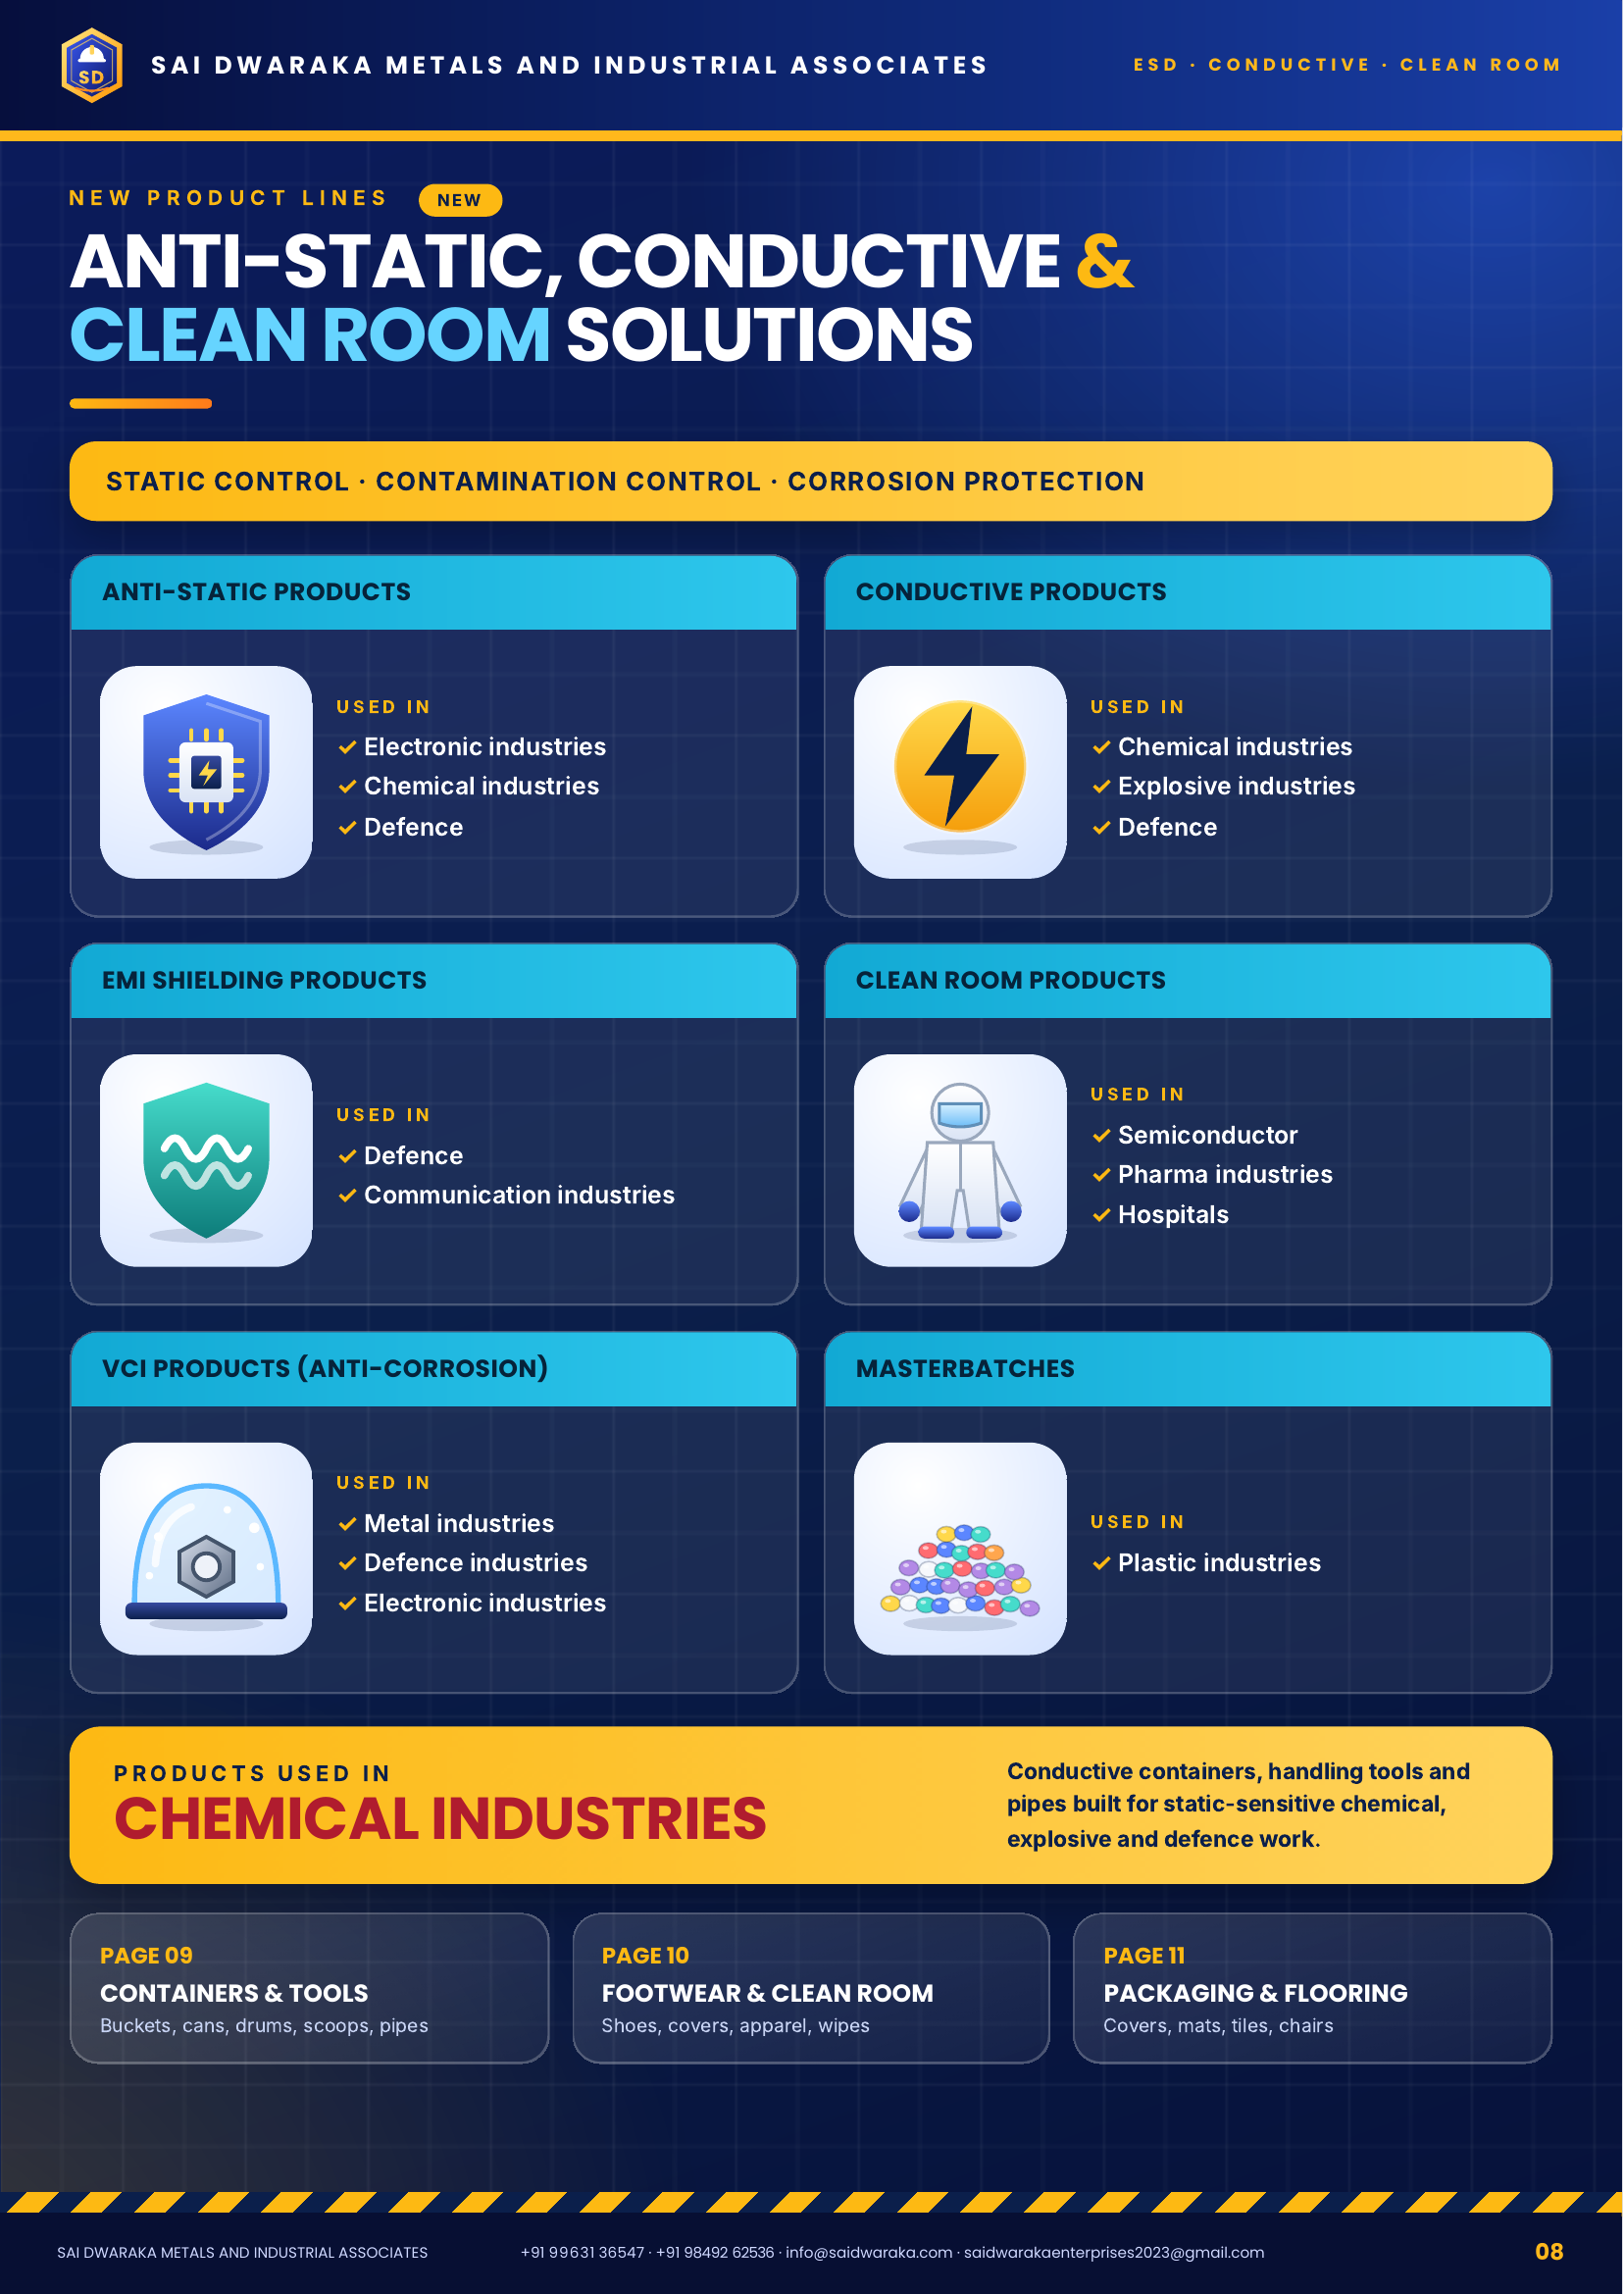 SD
SAI DWARAKA METALS AND INDUSTRIAL ASSOCIATES
ESD · CONDUCTIVE · CLEAN ROOM
NEW PRODUCT LINES
NEW
ANTI-STATIC, CONDUCTIVE &
CLEAN ROOM SOLUTIONS
STATIC CONTROL · CONTAMINATION CONTROL · CORROSION PROTECTION
ANTI-STATIC PRODUCTS
USED IN
✓ Electronic industries
✓ Chemical industries
✓ Defence
CONDUCTIVE PRODUCTS
USED IN
✓ Chemical industries
✓ Explosive industries
✓ Defence
EMI SHIELDING PRODUCTS
USED IN
✓ Defence
✓ Communication industries
CLEAN ROOM PRODUCTS
USED IN
✓ Semiconductor
✓ Pharma industries
✓ Hospitals
VCI PRODUCTS (ANTI-CORROSION)
USED IN
✓ Metal industries
✓ Defence industries
✓ Electronic industries
MASTERBATCHES
USED IN
✓ Plastic industries
PRODUCTS USED IN
CHEMICAL INDUSTRIES
Conductive containers, handling tools and
pipes built for static-sensitive chemical,
explosive and defence work.
PAGE 09
CONTAINERS & TOOLS
Buckets, cans, drums, scoops, pipes
PAGE 10
FOOTWEAR & CLEAN ROOM
Shoes, covers, apparel, wipes
PAGE 11
PACKAGING & FLOORING
Covers, mats, tiles, chairs
SAI DWARAKA METALS AND INDUSTRIAL ASSOCIATES
+91 99631 36547 · +91 98492 62536 · info@saidwaraka.com · saidwarakaenterprises2023@gmail.com
08